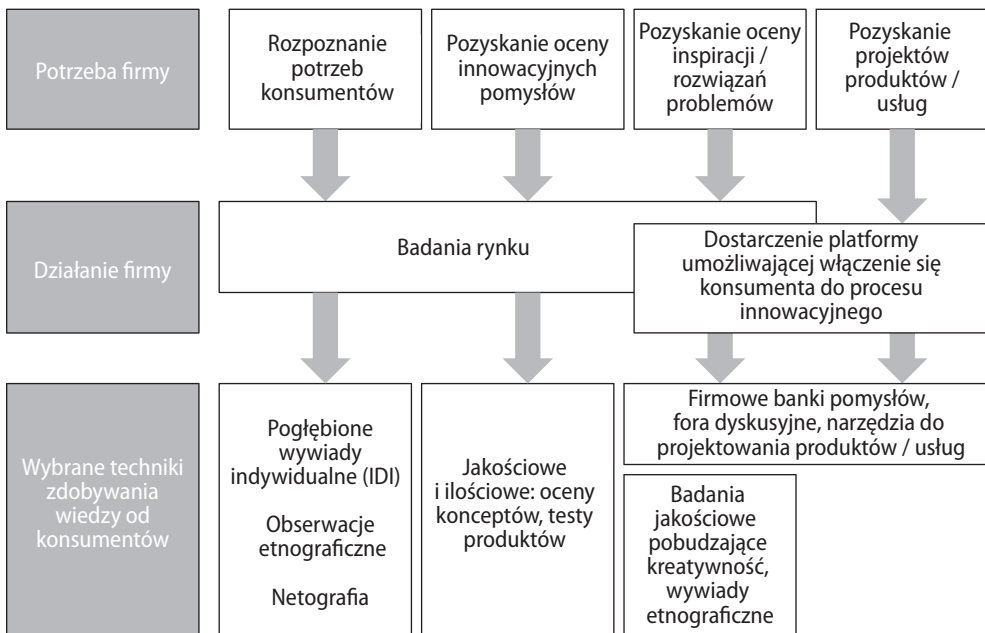 Potrzeba firmy
Rozpoznanie
potrzeb
konsumentów
Pozyskanie oceny
innowacyjnych
pomysłów
Pozyskanie oceny
inspiracji /
rozwiązań
problemów
Pozyskanie
projektów
produktów /
usług
Działanie firmy
Badania rynku
Dostarczenie platformy
umożliwiającej włączenie się
konsumenta do procesu
innowacyjnego
Wybrane techniki
zdobywania
wiedzy od
konsumentów
Pogłębione
wywiady
indywidualne (IDI)
Obserwacje
etnograficzne
Netografia
Jakościowe
i ilościowe: oceny
konceptów, testy
produktów
Firmowe banki pomysłów,
fora dyskusyjne, narzędzia do
projektowania produktów / usług
Badania
jakościowe
pobudzające
kreatywność,
wywiady
etnograficzne